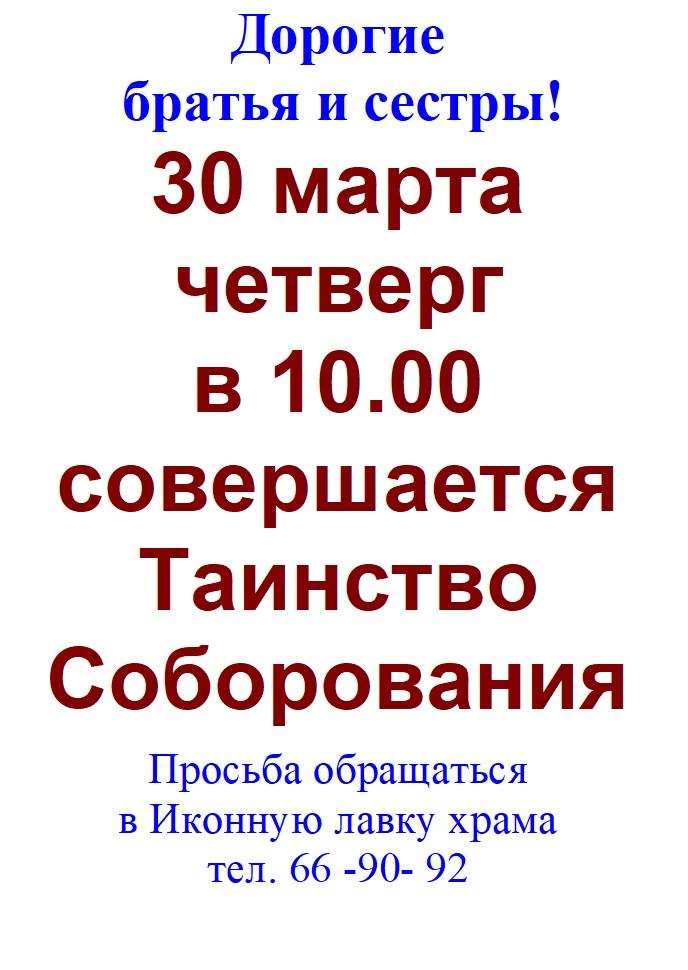 Дорогие
братья и сестры!
30 марта
четверг
в 10.00
совершается
Таинство
Соборования
Просьба обращаться
в Иконную лавку храма
тел. 66 -90- 92